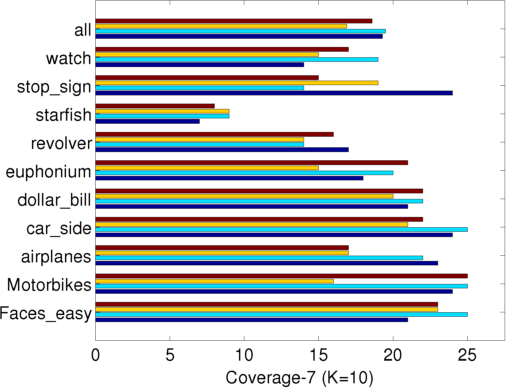 all
watch
stop_sign
starfish
revolver
euphonium
dollar_bill
car_side
airplanes
Motorbikes
Faces_easy
0 5 10 15 20 25
Coverage-7 (K=10)